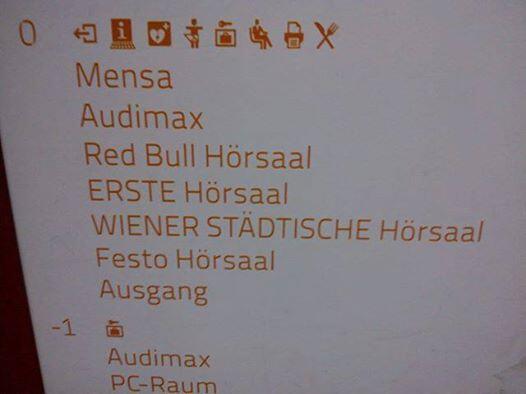 0
Mensa
Audimax
Red Bull Hörsaal
ERSTE Hörsaal
WIENER STÄDTISCHE Hörsaal
Festo Hörsaal
Ausgang
-1
Audimax
PC-Raum